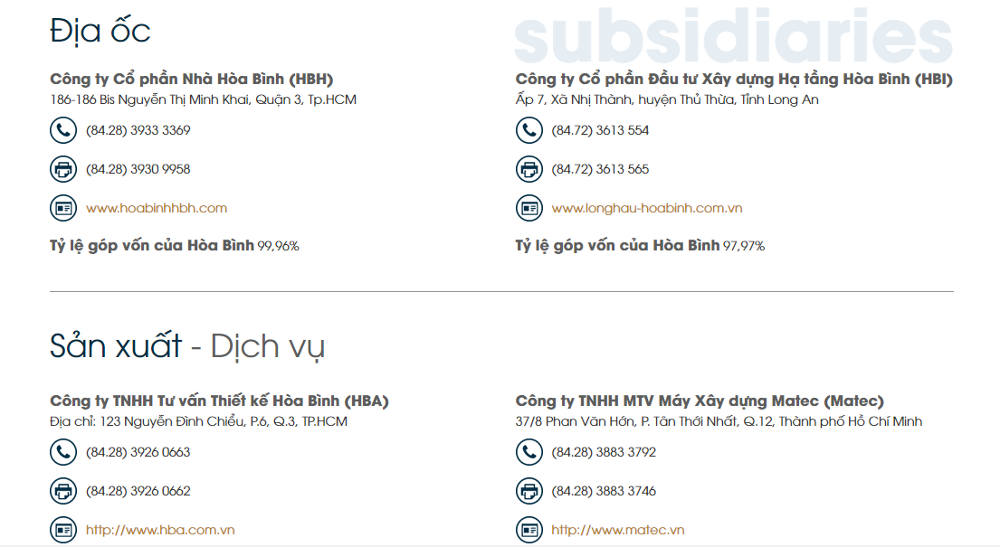 Địa ốc
subsidiaries
Công ty Cổ phần Nhà Hòa Bình (HBH)
186-186 Bis Nguyễn Thị Minh Khai, Quận 3, Tp.HCM
(84.28) 3933 3369
(84.28) 3930 9958
www.hoabinhhbh.com
Tỷ lệ góp vốn của Hòa Bình 99,96%
Công ty Cổ phần Đầu tư Xây dựng Hạ tầng Hòa Bình (HBI)
Ấp 7, Xã Nhị Thành, huyện Thủ Thừa, Tỉnh Long An
(84.72) 3613 554
(84.72) 3613 565
www.longhau-hoabinh.com.vn
Tỷ lệ góp vốn của Hòa Bình 97,97%
Sản xuất - Dịch vụ
Công ty TNHH Tư vấn Thiết kế Hòa Bình (HBA)
Địa chỉ: 123 Nguyễn Đình Chiểu, P.6, Q.3, TP.HCM
(84.28) 3926 0663
(84.28) 3926 0662
http://www.hba.com.vn
Công ty TNHH MTV Máy Xây dựng Matec (Matec)
37/8 Phan Văn Hớn, P. Tân Thới Nhất, Q.12, Thành phố Hồ Chí Minh
(84.28) 3883 3792
(84.28) 3883 3746
http://www.matec.vn